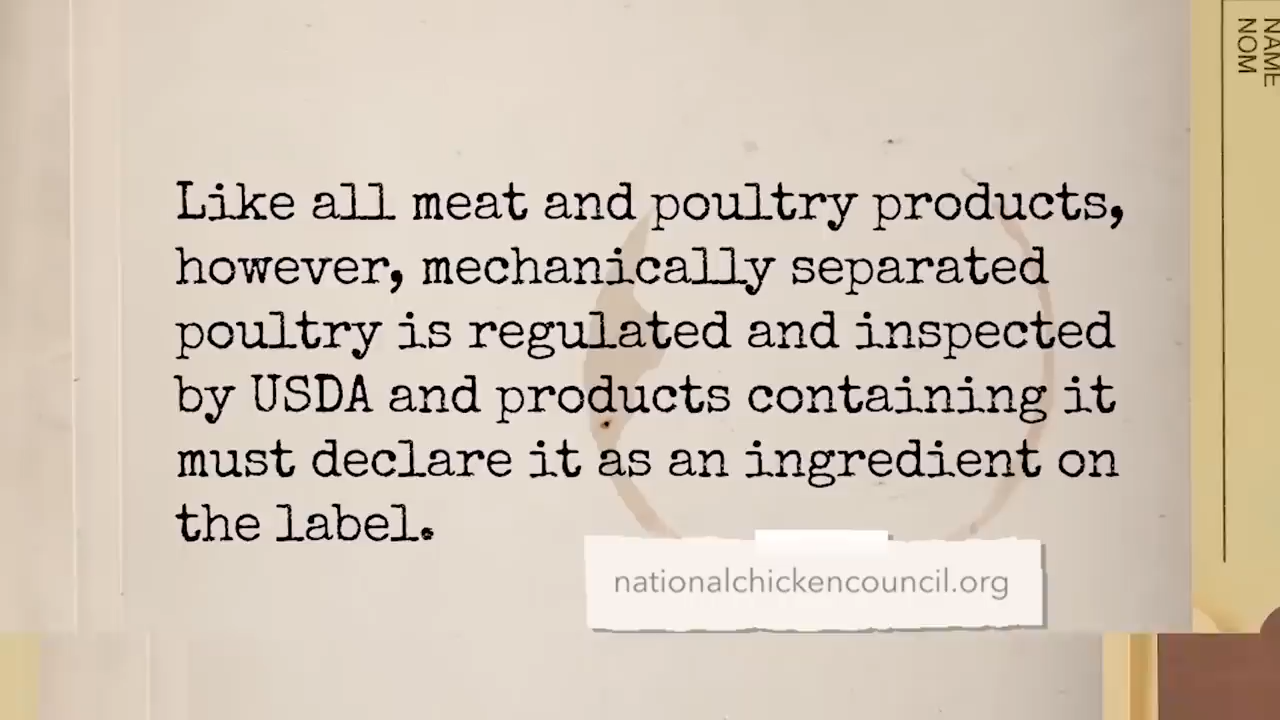 Like all meat and poultry products,
however, mechanically separated
poultry is regulated and inspected
by USDA and products containing it
must declare it as an ingredient on
the label.
nationalchickencouncil.org
NAME
NOM